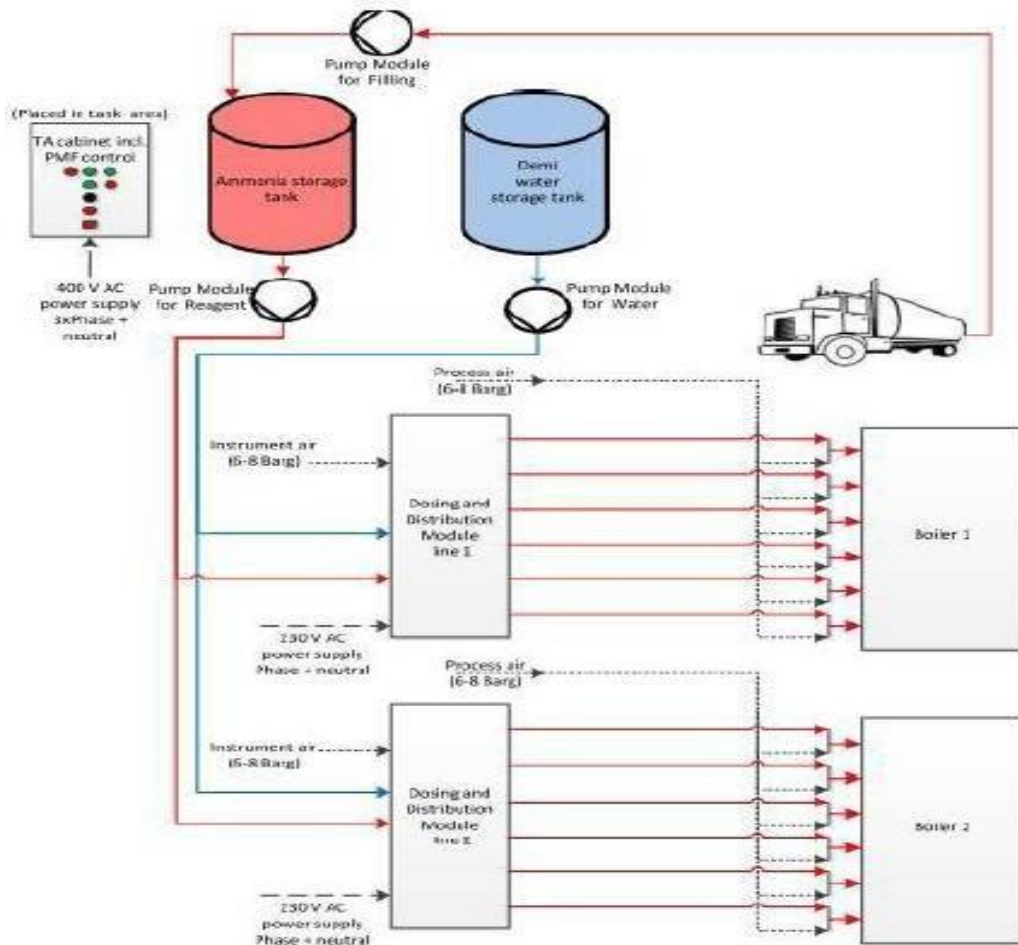 Pump Module
for Filling
(Placed in task area)
TA cabinet incl.
PMF control
Ammonia storage
tank
Demi
water
storage tank
400 V AC
power supply
3xPhase +
neutral
Pump Module
for Reagent
Pump Module
for Water
Process air
(6-8 Barg)
Instrument air
(6-8 Barg)
Dosing and
Distribution
Module
line 1
Boiler 1
230 V AC
power supply
Phase + neutral
Process air
(6-8 Barg)
Instrument air
(6-8 Barg)
Dosing and
Distribution
Module
line 2
Boiler 2
230 V AC
power supply
Phase + neutral